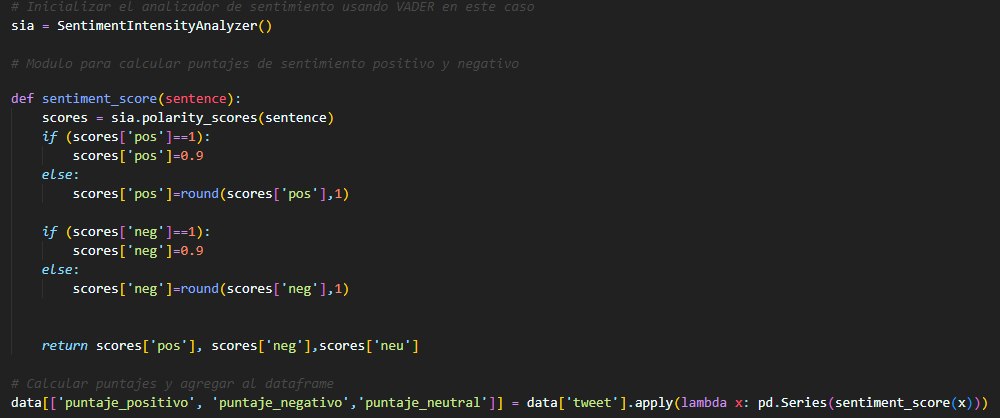 # Inicializar el analizador de sentimiento usando VADER en este caso
sia = SentimentIntensityAnalyzer()
# Modulo para calcular puntajes de sentimiento positivo y negativo
def sentiment_score(sentence):
    scores = sia.polarity_scores(sentence)
    if (scores['pos']==1):
        scores['pos']=0.9
    else:
        scores['pos']=round(scores['pos'],1)
    if (scores['neg']==1):
        scores['neg']=0.9
    else:
        scores['neg']=round(scores['neg'],1)
    return scores['pos'], scores['neg'],scores['neu']
# Calcular puntajes y agregar al dataframe
data[['puntaje_positivo', 'puntaje_negativo','puntaje_neutral']] = data['tweet'].apply(lambda x: pd.Series(sentiment_score(x)))